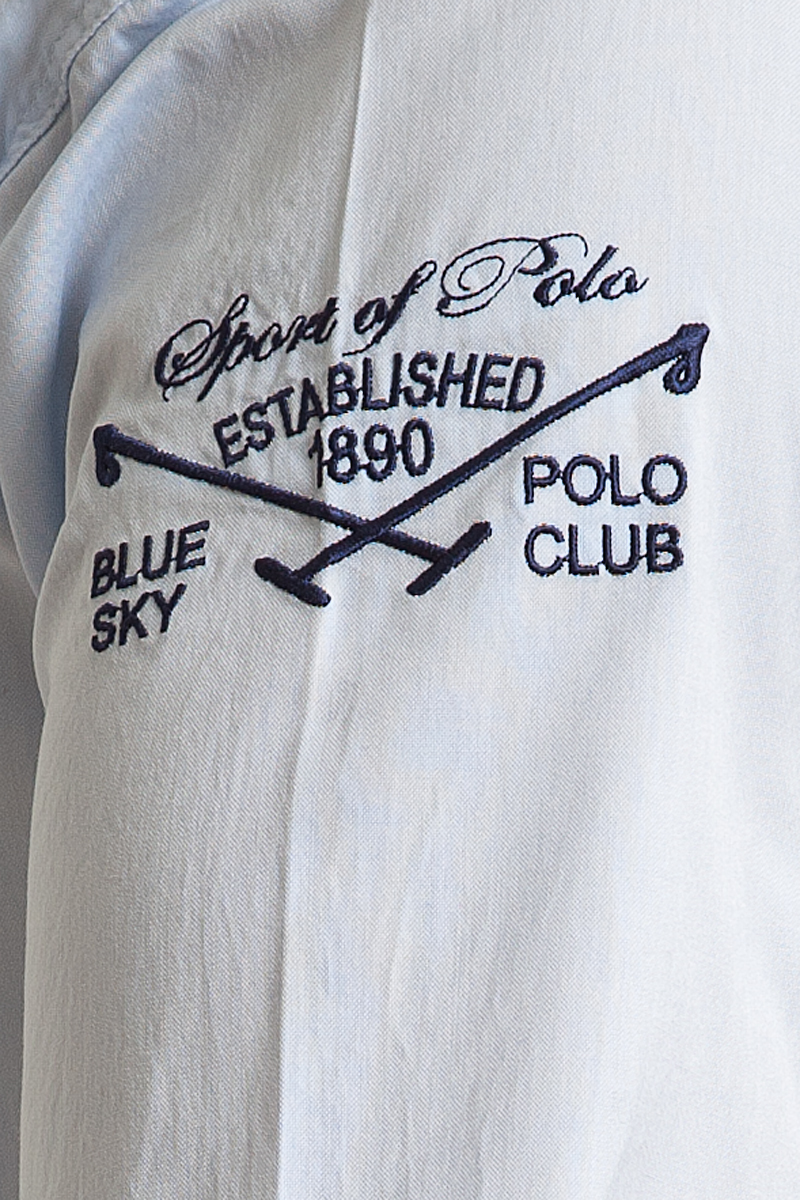 Sport of Polo
ESTABLISHED
1890
BLUE
SKY
POLO
CLUB